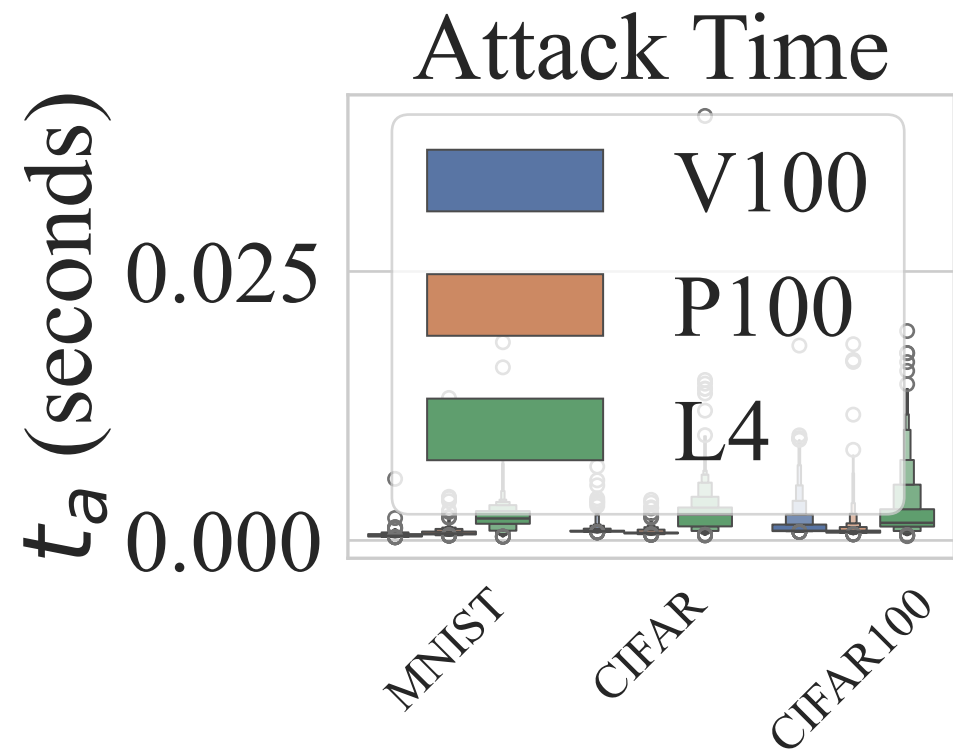 Attack Time
t_a (seconds)
0.025
0.000
V100
P100
L4
MNIST
CIFAR
CIFAR100